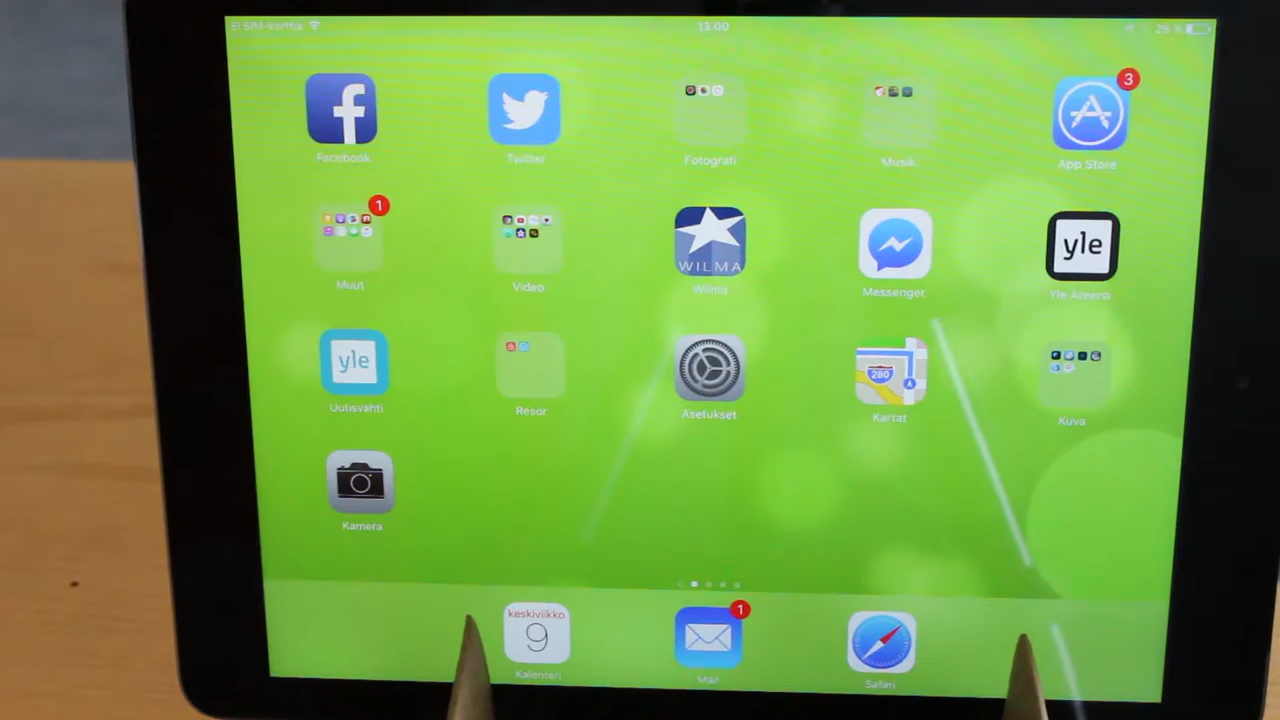 Ei SIM-korttia 13.00 26 %
3
Facebook Twitter Fotografi Musik App Store
1
WILMA yle
Muut Video Wilma Messenger Yle Areena
yle 280
Uutisvahti Resor Asetukset Kartat Kuva
Kamera
keskiviikko 1
9
Kalenteri Mail Safari